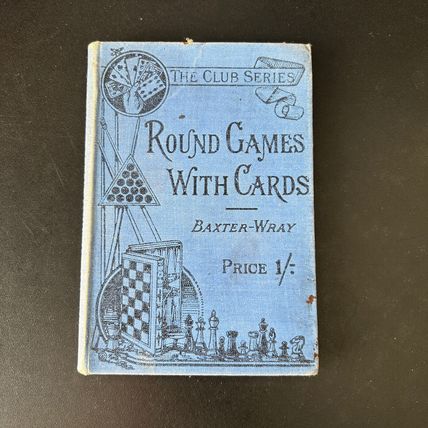 THE CLUB SERIES
ROUND GAMES
WITH CARDS
BAXTER-WRAY
PRICE 1/-